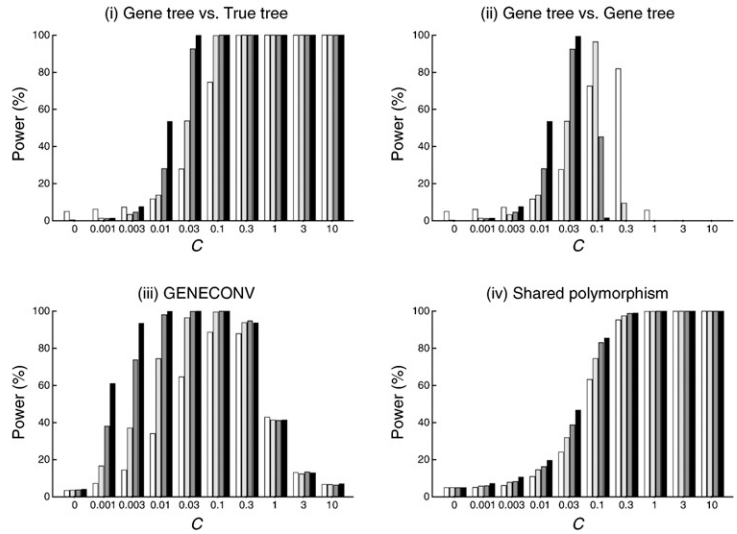 (i) Gene tree vs. True tree
100
80
60
40
20
0
Power (%)
0 0.001 0.003 0.01 0.03 0.1 0.3 1 3 10
C
(ii) Gene tree vs. Gene tree
100
80
60
40
20
0
Power (%)
0 0.001 0.003 0.01 0.03 0.1 0.3 1 3 10
C
(iii) GENECONV
100
80
60
40
20
0
Power (%)
0 0.001 0.003 0.01 0.03 0.1 0.3 1 3 10
C
(iv) Shared polymorphism
100
80
60
40
20
0
Power (%)
0 0.001 0.003 0.01 0.03 0.1 0.3 1 3 10
C